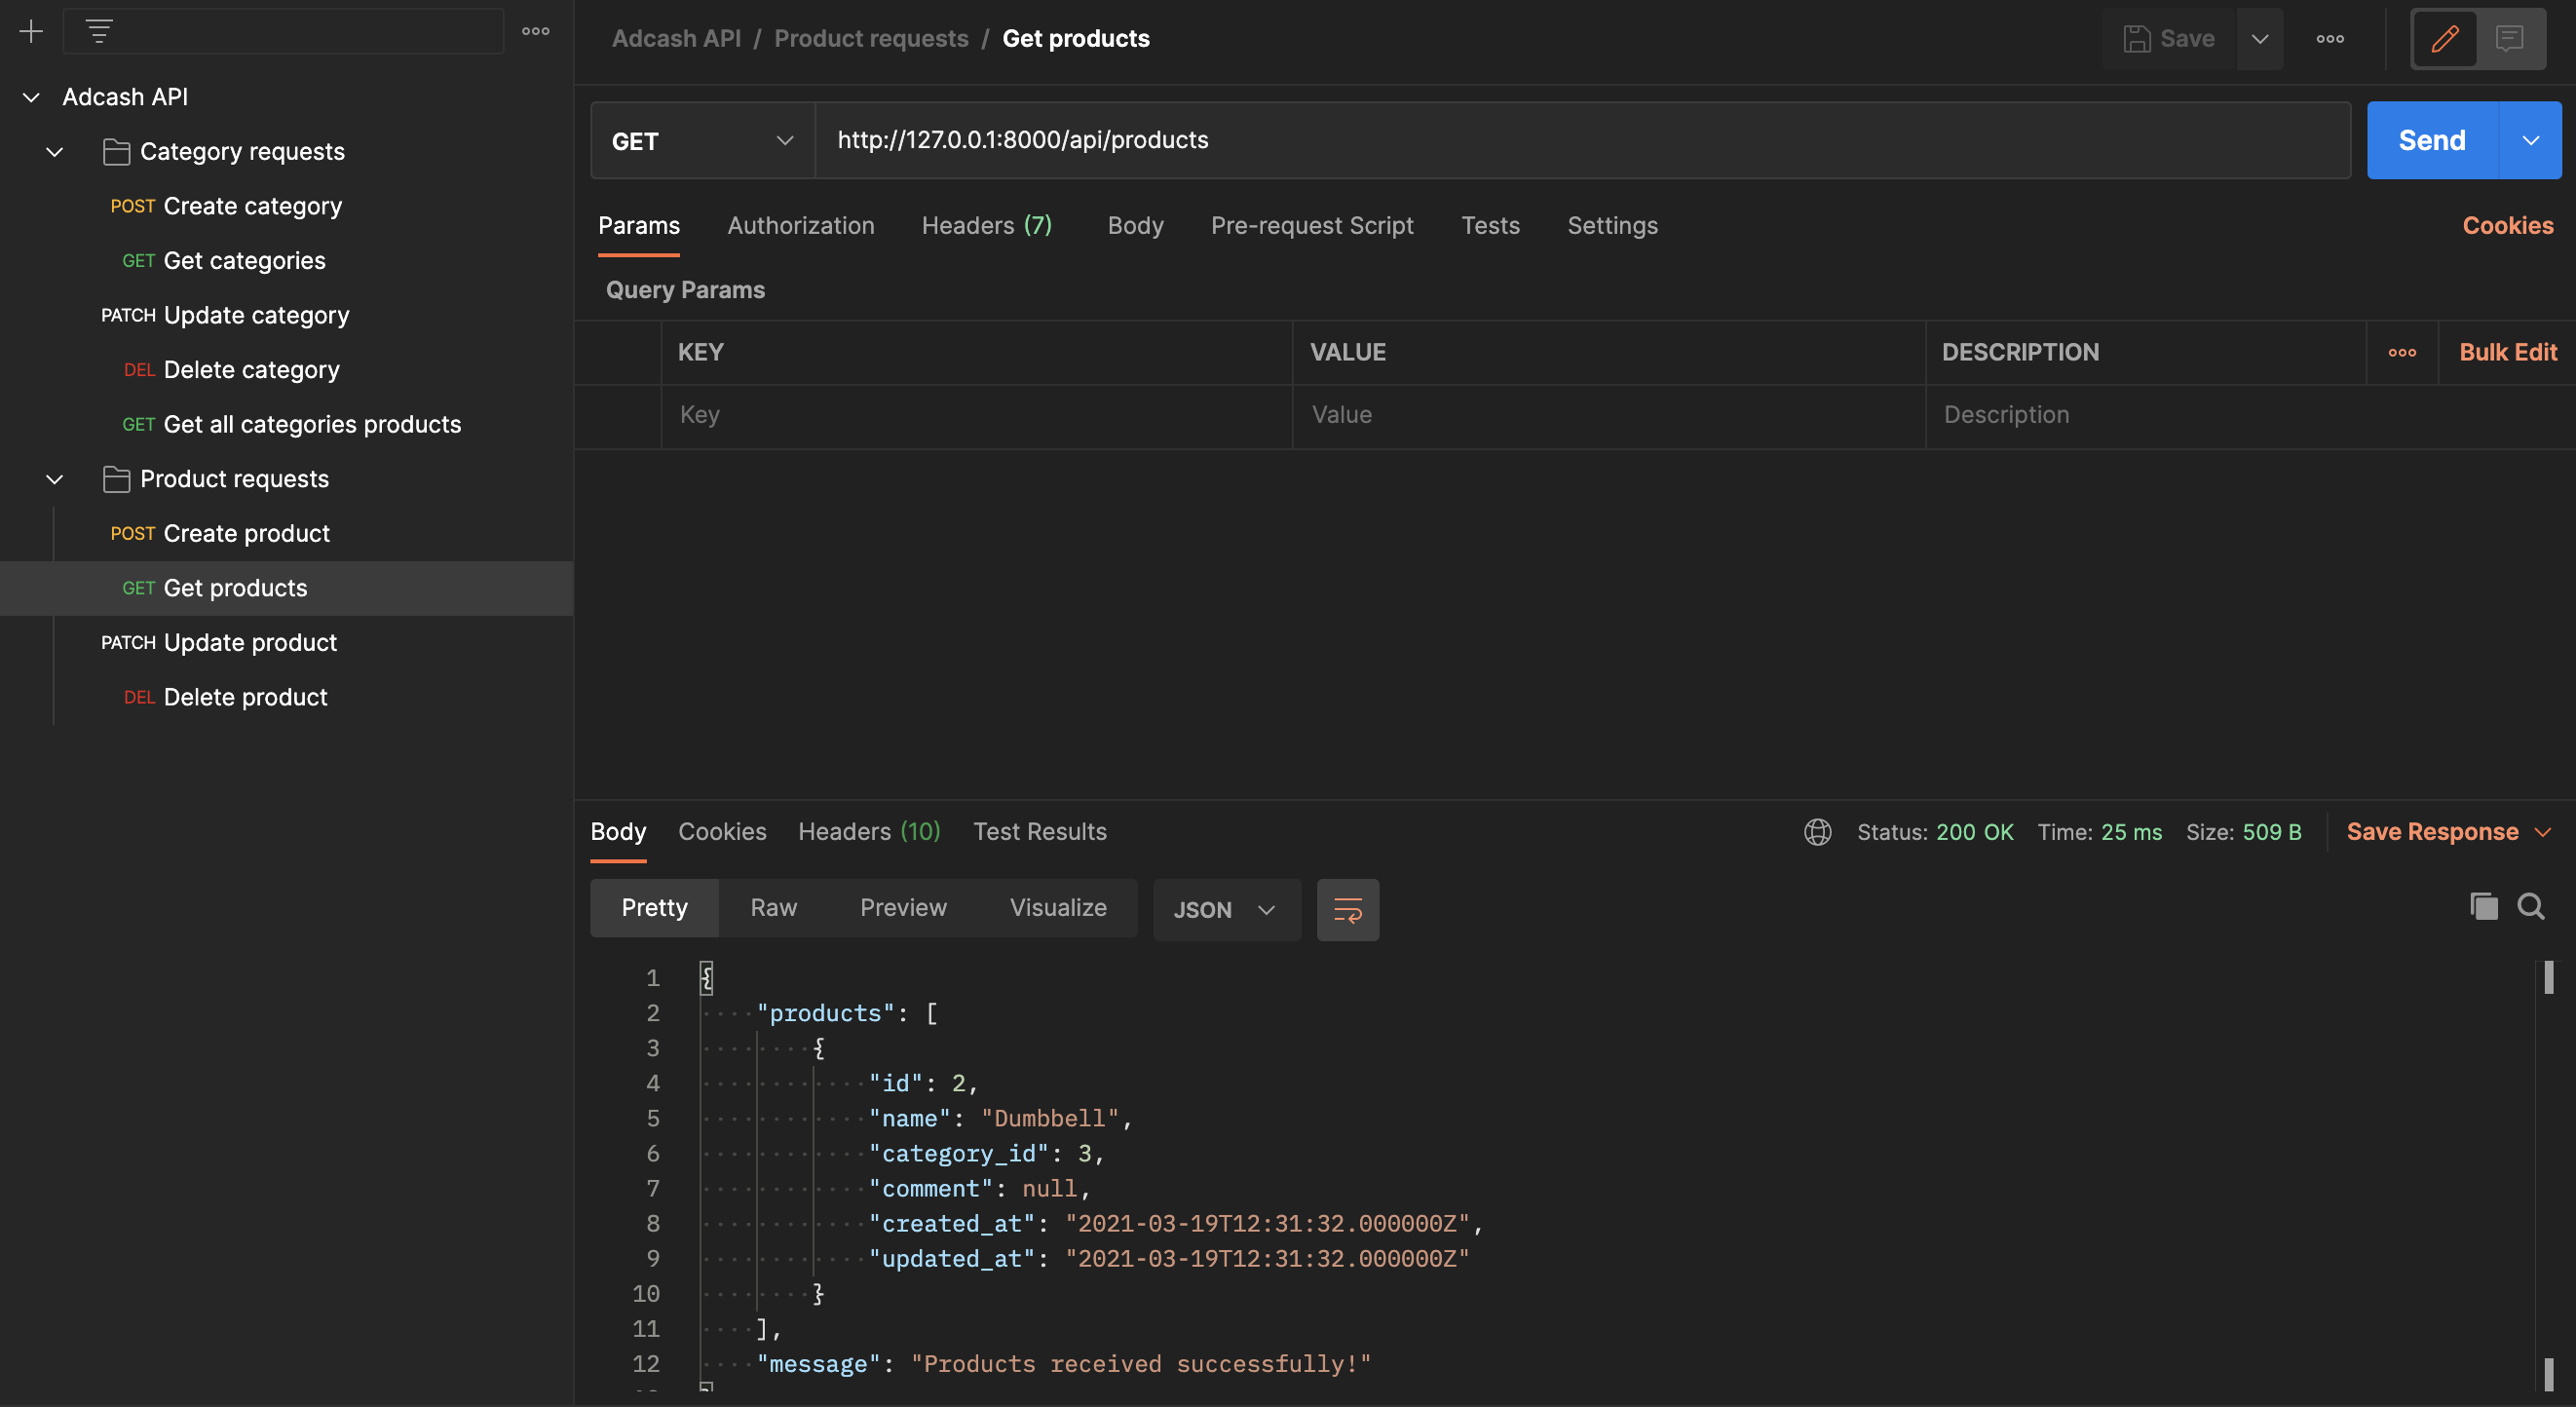 Adcash API
Category requests
POST Create category
GET Get categories
PATCH Update category
DEL Delete category
GET Get all categories products
Product requests
POST Create product
GET Get products
PATCH Update product
DEL Delete product
Adcash API / Product requests / Get products
Save
GET http://127.0.0.1:8000/api/products Send
Params Authorization Headers (7) Body Pre-request Script Tests Settings Cookies
Query Params
KEY VALUE DESCRIPTION Bulk Edit
Key Value Description
Body Cookies Headers (10) Test Results Status: 200 OK Time: 25 ms Size: 509 B Save Response
Pretty Raw Preview Visualize JSON
1 {
2 "products": [
3 {
4 "id": 2,
5 "name": "Dumbbell",
6 "category_id": 3,
7 "comment": null,
8 "created_at": "2021-03-19T12:31:32.000000Z",
9 "updated_at": "2021-03-19T12:31:32.000000Z"
10 }
11 ],
12 "message": "Products received successfully!"